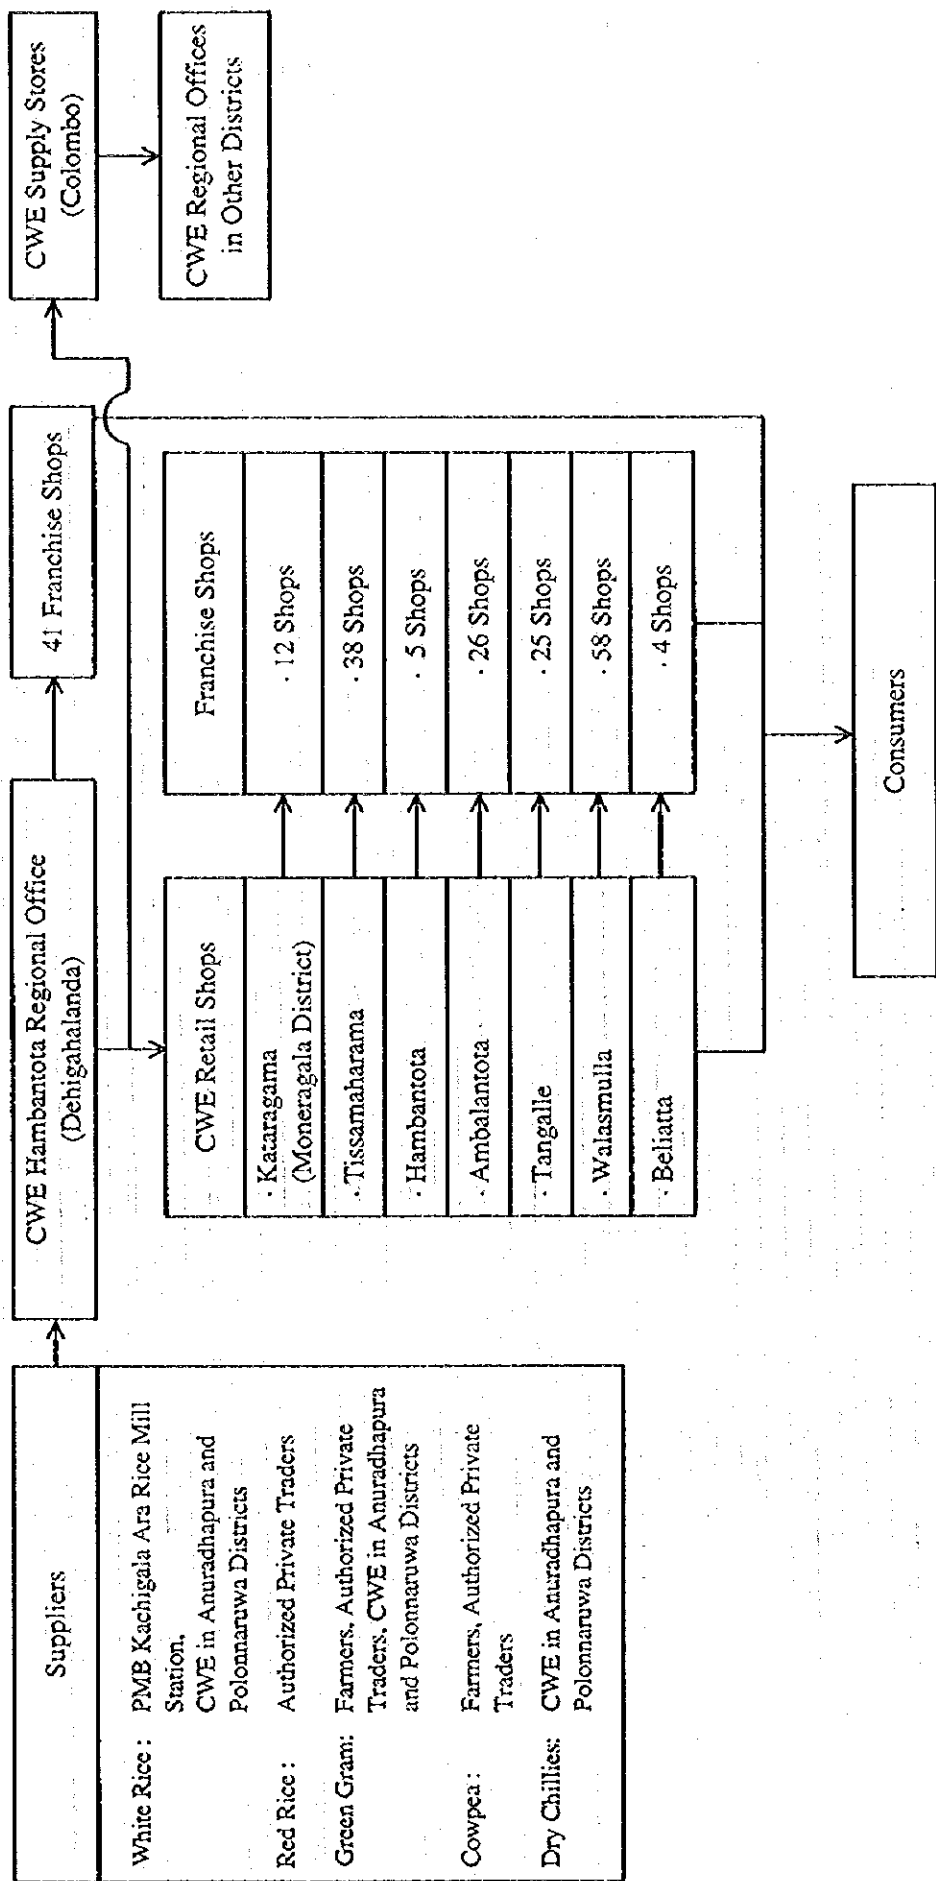 Suppliers
White Rice : PMB Kachigala Ara Rice Mill
Station,
CWE in Anuradhapura and
Polonnaruwa Districts
Red Rice : Authorized Private Traders
Green Gram: Farmers, Authorized Private
Traders, CWE in Anuradhapura
and Polonnaruwa Districts
Cowpea : Farmers, Authorized Private
Traders
Dry Chillies: CWE in Anuradhapura and
Polonnaruwa Districts
CWE Hambantota Regional Office
(Dehigahalanda)
41 Franchise Shops
CWE Supply Stores
(Colombo)
CWE Regional Offices
in Other Districts
CWE Retail Shops
· Kataragama
(Moneragala District)
· Tissamaharama
· Hambantota
· Ambalantota
· Tangalle
· Walasmulla
· Beliatta
Franchise Shops
· 12 Shops
· 38 Shops
· 5 Shops
· 26 Shops
· 25 Shops
· 58 Shops
· 4 Shops
Consumers